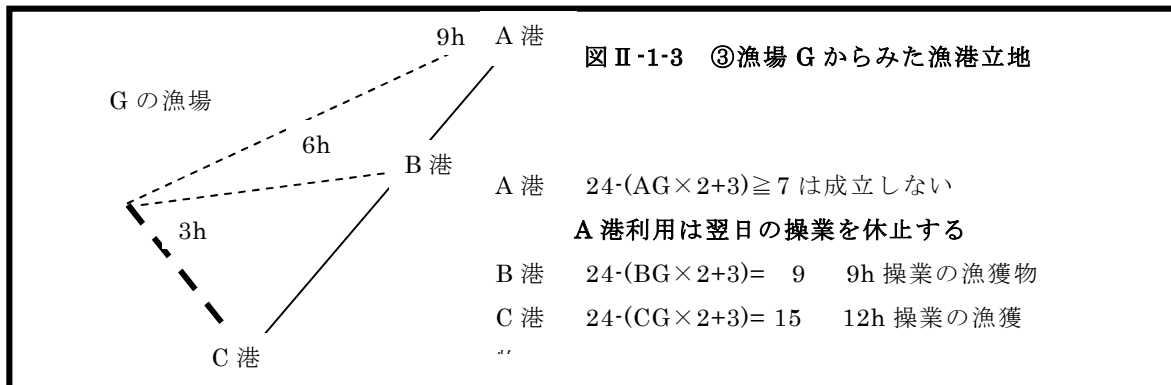 9h A 港
図Ⅱ-1-3 ③漁場 G からみた漁港立地
G の漁場
6h
B 港
3h
C 港
A 港 24-(AG×2+3)≧7 は成立しない
A 港利用は翌日の操業を休止する
B 港 24-(BG×2+3)= 9 9h 操業の漁獲物
C 港 24-(CG×2+3)= 15 12h 操業の漁獲